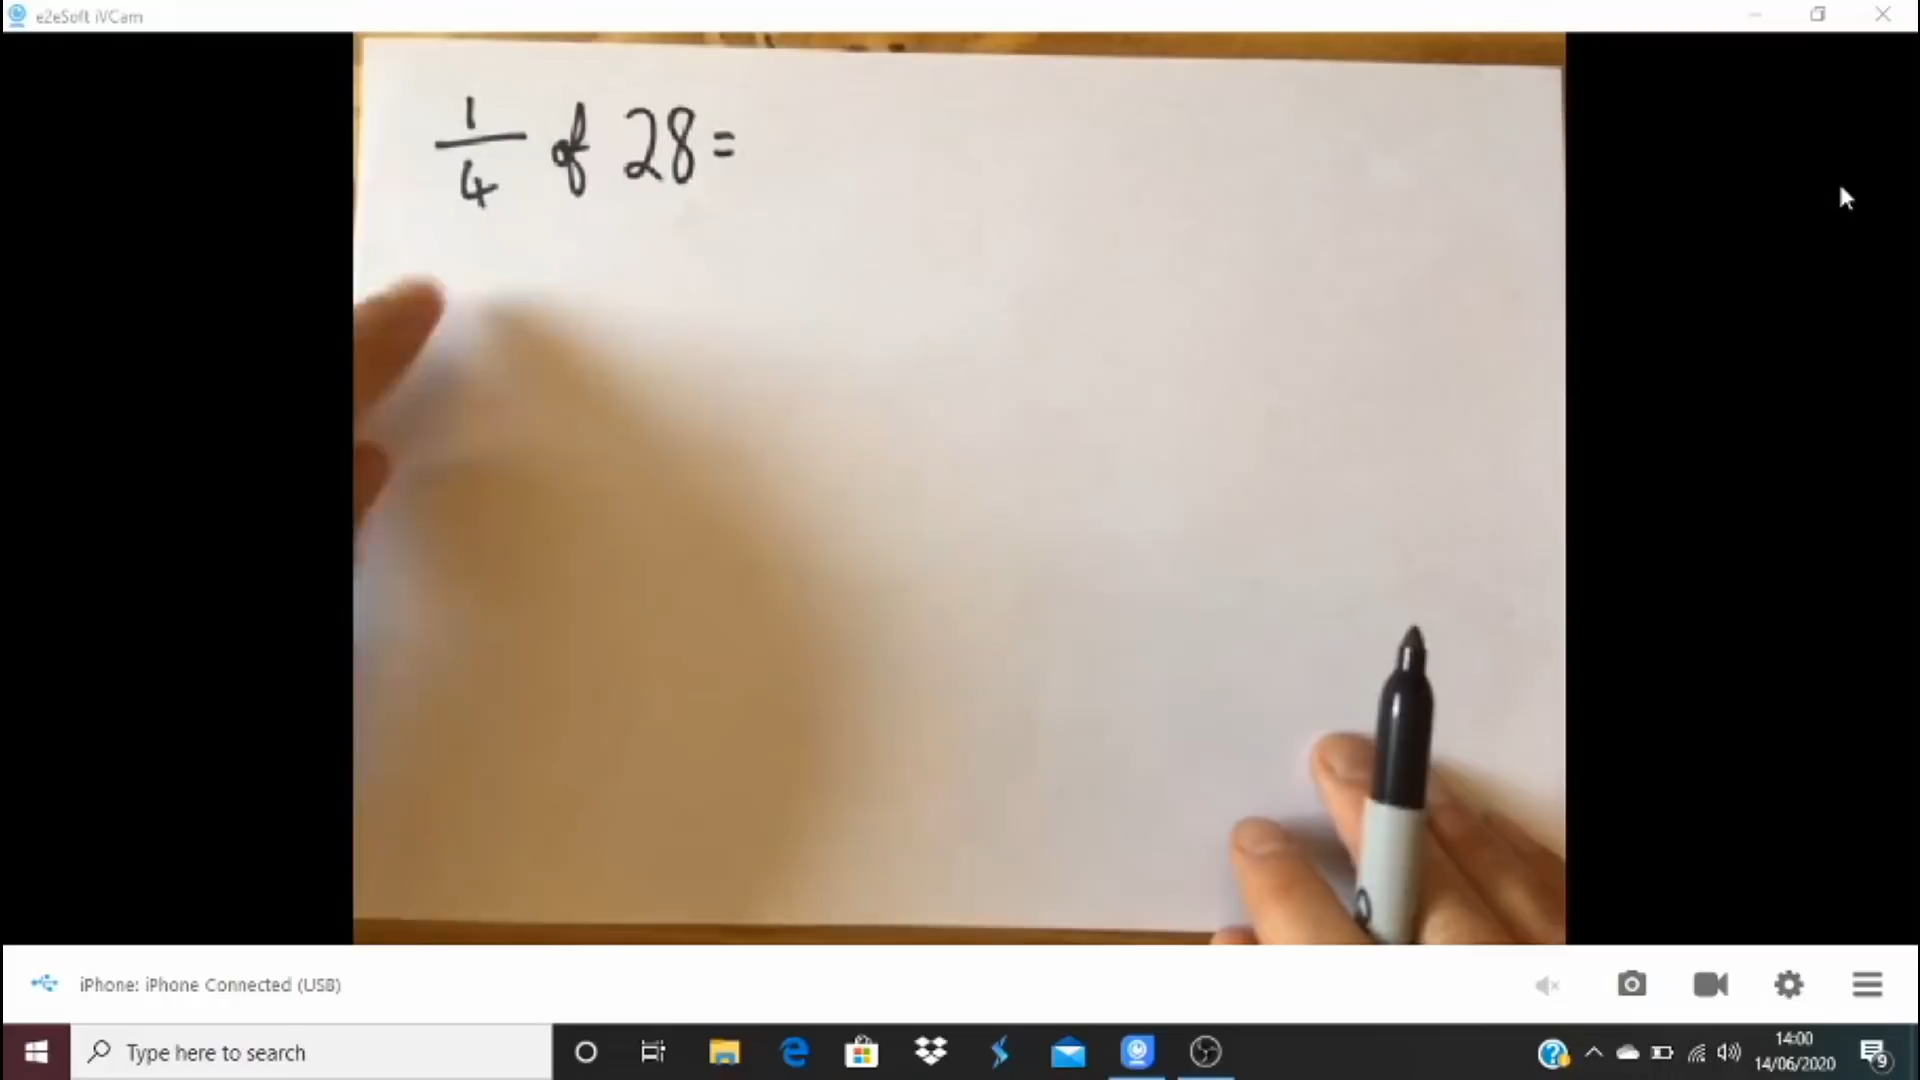 e2eSoft iVCam
1/4 of 28=
iPhone: iPhone Connected (USB)
Type here to search
14:00
14/06/2020
9